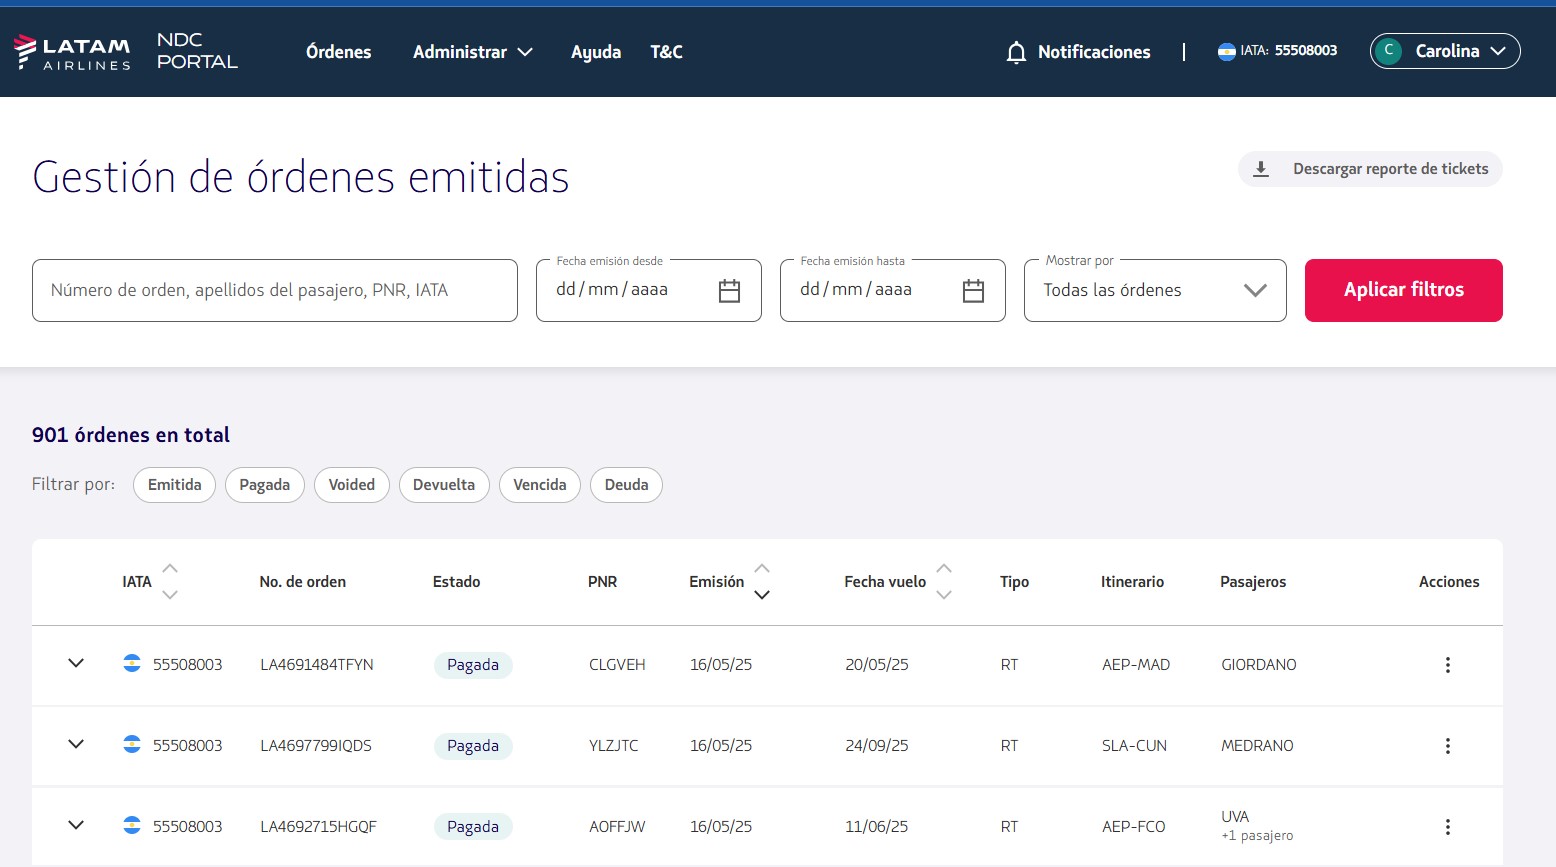 LATAM AIRLINES NDC PORTAL Órdenes Administrar Ayuda T&C Notificaciones | IATA: 55508003 C Carolina
Gestión de órdenes emitidas
Descargar reporte de tickets
Número de orden, apellidos del pasajero, PNR, IATA
Fecha emisión desde
dd/mm/aaaa
Fecha emisión hasta
dd/mm/aaaa
Mostrar por
Todas las órdenes
Aplicar filtros
901 órdenes en total
Filtrar por: Emitida Pagada Voided Devuelta Vencida Deuda
IATA No. de orden Estado PNR Emisión Fecha vuelo Tipo Itinerario Pasajeros Acciones
55508003 LA4691484TFYN Pagada CLGVEH 16/05/25 20/05/25 RT AEP-MAD GIORDANO
55508003 LA4697799IQDS Pagada YLZJTC 16/05/25 24/09/25 RT SLA-CUN MEDRANO
55508003 LA4692715HGQF Pagada AOFFJW 16/05/25 11/06/25 RT AEP-FCO UVA
+1 pasajero